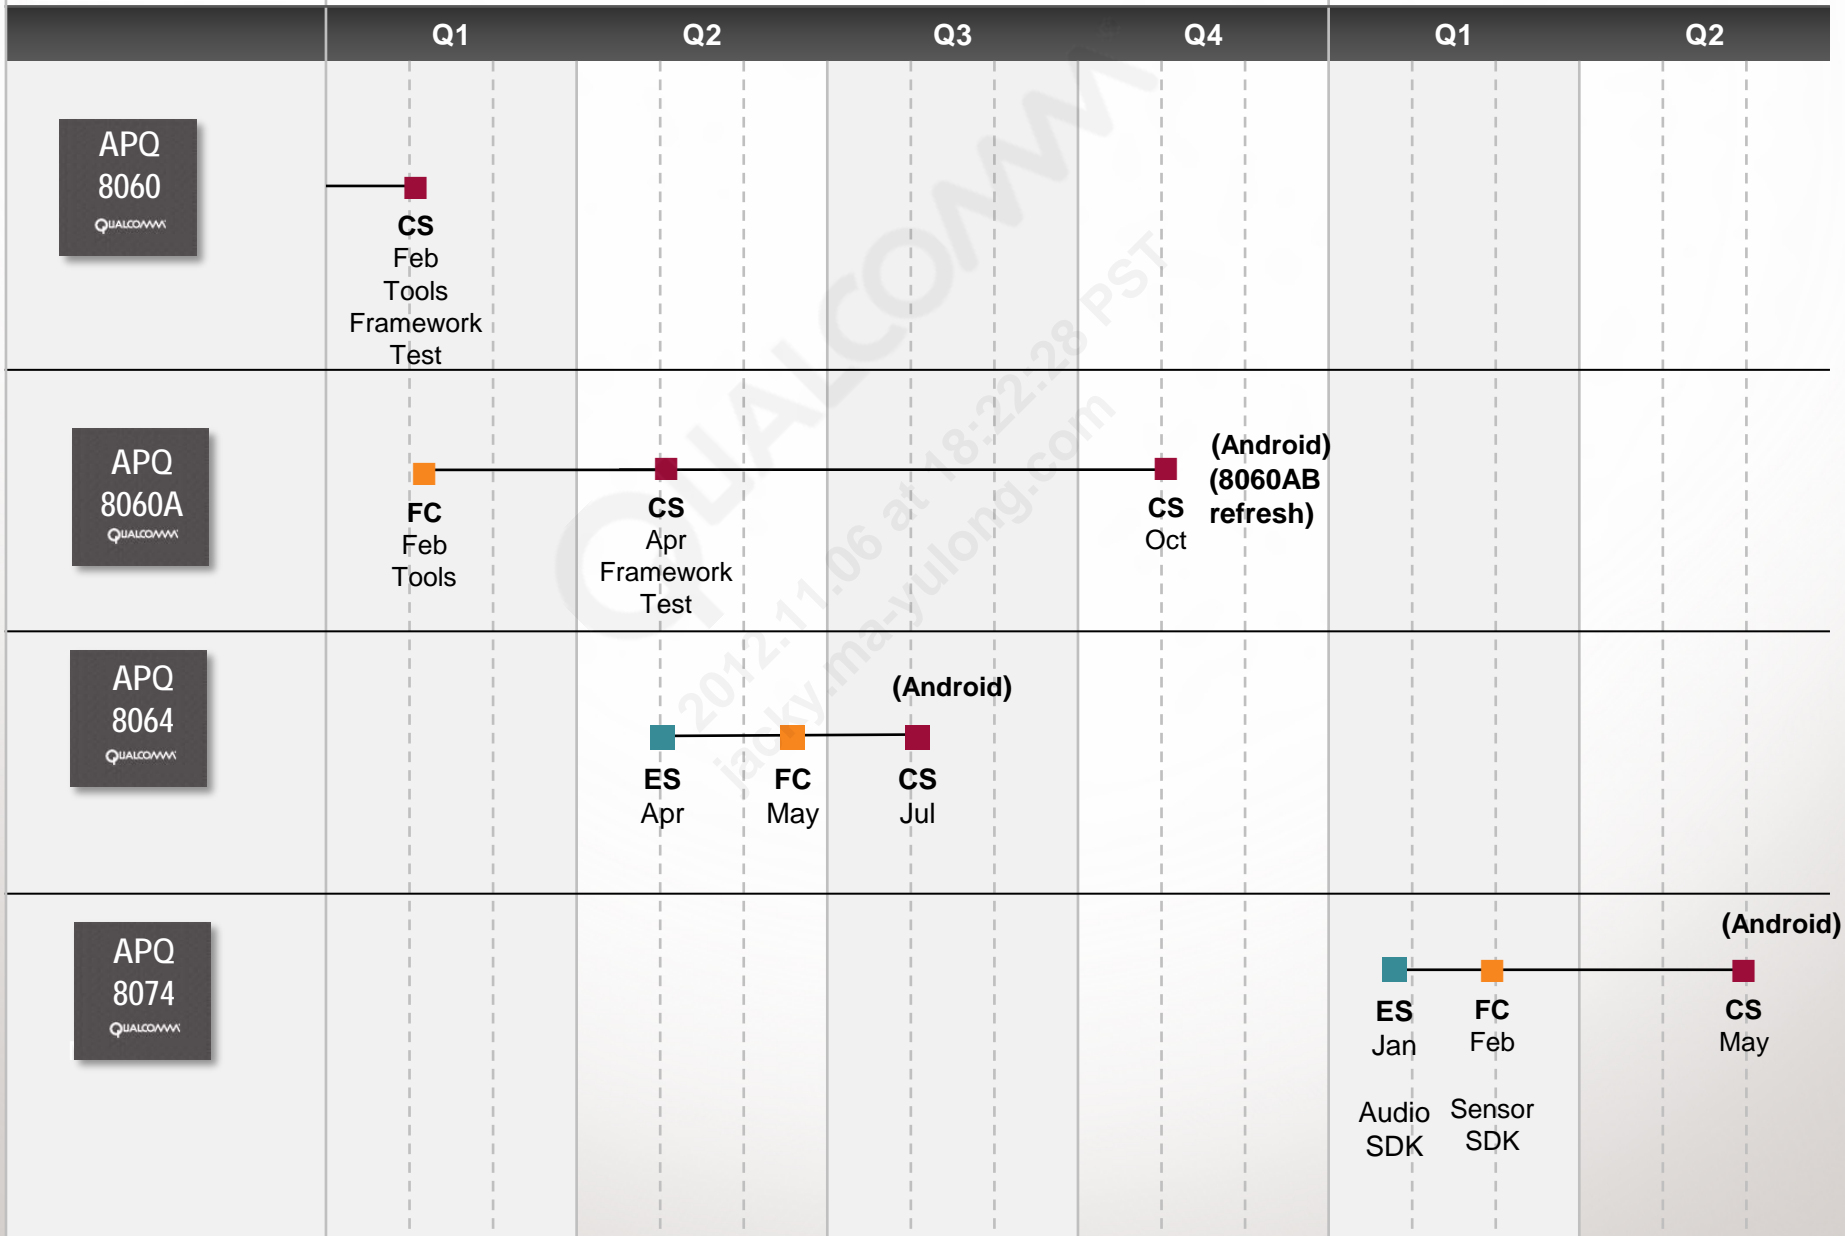 Q1 Q2 Q3 Q4 Q1 Q2
APQ
8060
QUALCOMM
CS
Feb
Tools
Framework
Test
APQ
8060A
QUALCOMM
FC
Feb
Tools
CS
Apr
Framework
Test
CS
Oct
(Android)
(8060AB
refresh)
APQ
8064
QUALCOMM
(Android)
ES
Apr
FC
May
CS
Jul
APQ
8074
QUALCOMM
(Android)
ES
Jan
Audio
SDK
FC
Feb
Sensor
SDK
CS
May
QUALCOMM
2012.11.06 at 18:22:28 PST
jacky.ma-yulong.com